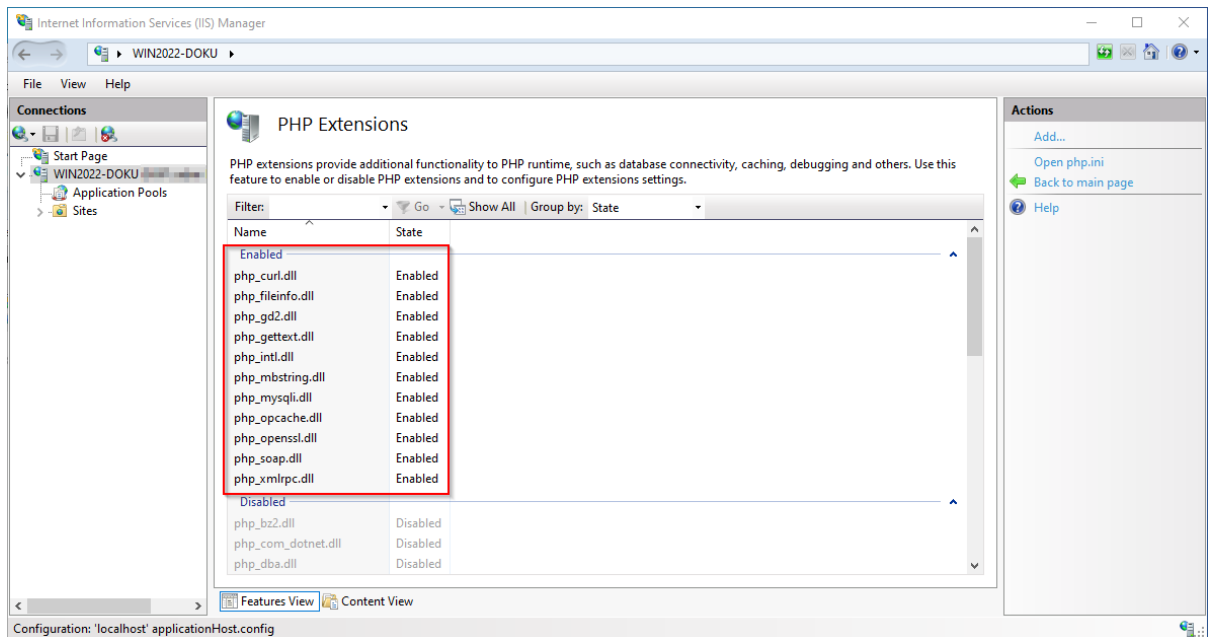 Internet Information Services (IIS) Manager
WIN2022-DOKU
File View Help
Connections
Start Page
WIN2022-DOKU
Application Pools
Sites
PHP Extensions
PHP extensions provide additional functionality to PHP runtime, such as database connectivity, caching, debugging and others. Use this
feature to enable or disable PHP extensions and to configure PHP extensions settings.
Filter: Go Show All Group by: State
Name State
Enabled
php_curl.dll Enabled
php_fileinfo.dll Enabled
php_gd2.dll Enabled
php_gettext.dll Enabled
php_intl.dll Enabled
php_mbstring.dll Enabled
php_mysqli.dll Enabled
php_opcache.dll Enabled
php_openssl.dll Enabled
php_soap.dll Enabled
php_xmlrpc.dll Enabled
Disabled
php_bz2.dll Disabled
php_com_dotnet.dll Disabled
php_dba.dll Disabled
Features View Content View
Actions
Add...
Open php.ini
Back to main page
Help
Configuration: 'localhost' applicationHost.config